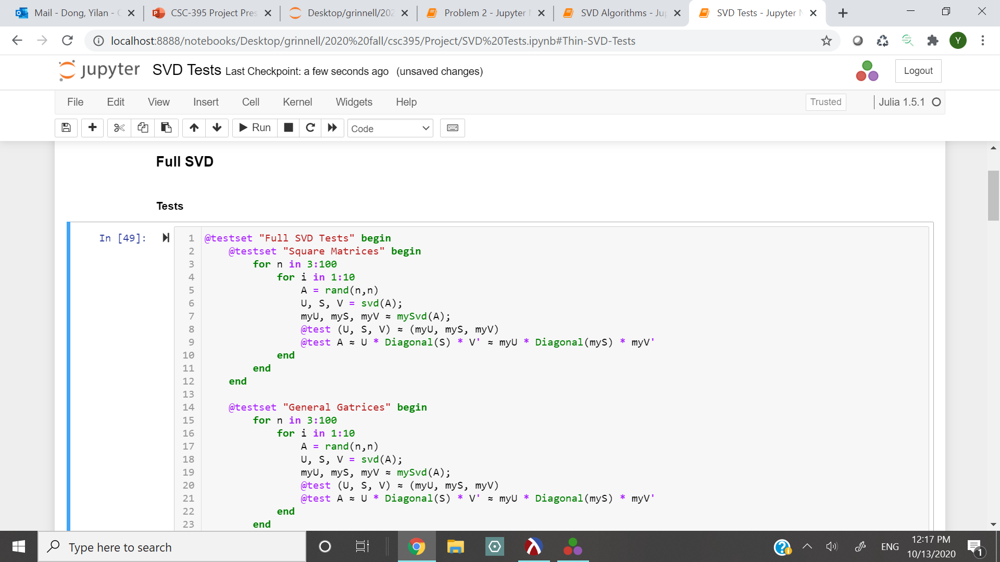 Mail - Dong, Yilan -
CSC-395 Project Pres
Desktop/grinnell/202
Problem 2 - Jupyter
SVD Algorithms - Ju
SVD Tests - Jupyter N
localhost:8888/notebooks/Desktop/grinnell/2020%20fall/csc395/Project/SVD%20Tests.ipynb#Thin-SVD-Tests
Y
jupyter SVD Tests Last Checkpoint: a few seconds ago (unsaved changes)
Logout
File Edit View Insert Cell Kernel Widgets Help
Trusted
Julia 1.5.1
Run
Code
Full SVD
Tests
In [49]:
1 @testset "Full SVD Tests" begin
2 @testset "Square Matrices" begin
3 for n in 3:100
4 for i in 1:10
5 A = rand(n,n)
6 U, S, V = svd(A);
7 myU, myS, myV ≈ mySvd(A);
8 @test (U, S, V) ≈ (myU, myS, myV)
9 @test A ≈ U * Diagonal(S) * V' ≈ myU * Diagonal(myS) * myV'
10 end
11 end
12 end
13
14 @testset "General Gatrices" begin
15 for n in 3:100
16 for i in 1:10
17 A = rand(n,n)
18 U, S, V = svd(A);
19 myU, myS, myV ≈ mySvd(A);
20 @test (U, S, V) ≈ (myU, myS, myV)
21 @test A ≈ U * Diagonal(S) * V' ≈ myU * Diagonal(myS) * myV'
22 end
23 end
Type here to search
ENG
12:17 PM
10/13/2020
1